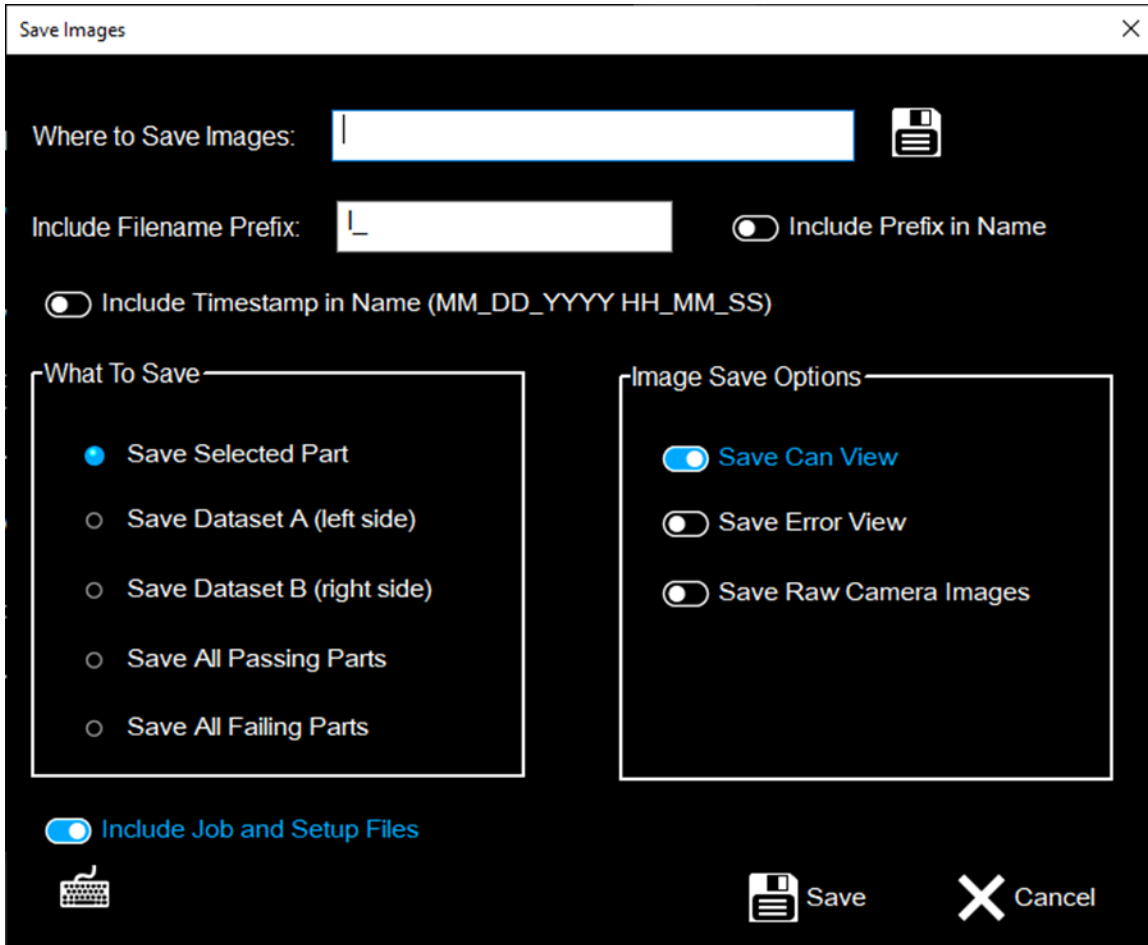 Save Images
Where to Save Images:
Include Filename Prefix: I_ Include Prefix in Name
Include Timestamp in Name (MM_DD_YYYY HH_MM_SS)
What To Save
Save Selected Part
Save Dataset A (left side)
Save Dataset B (right side)
Save All Passing Parts
Save All Failing Parts
Image Save Options
Save Can View
Save Error View
Save Raw Camera Images
Include Job and Setup Files
Save Cancel